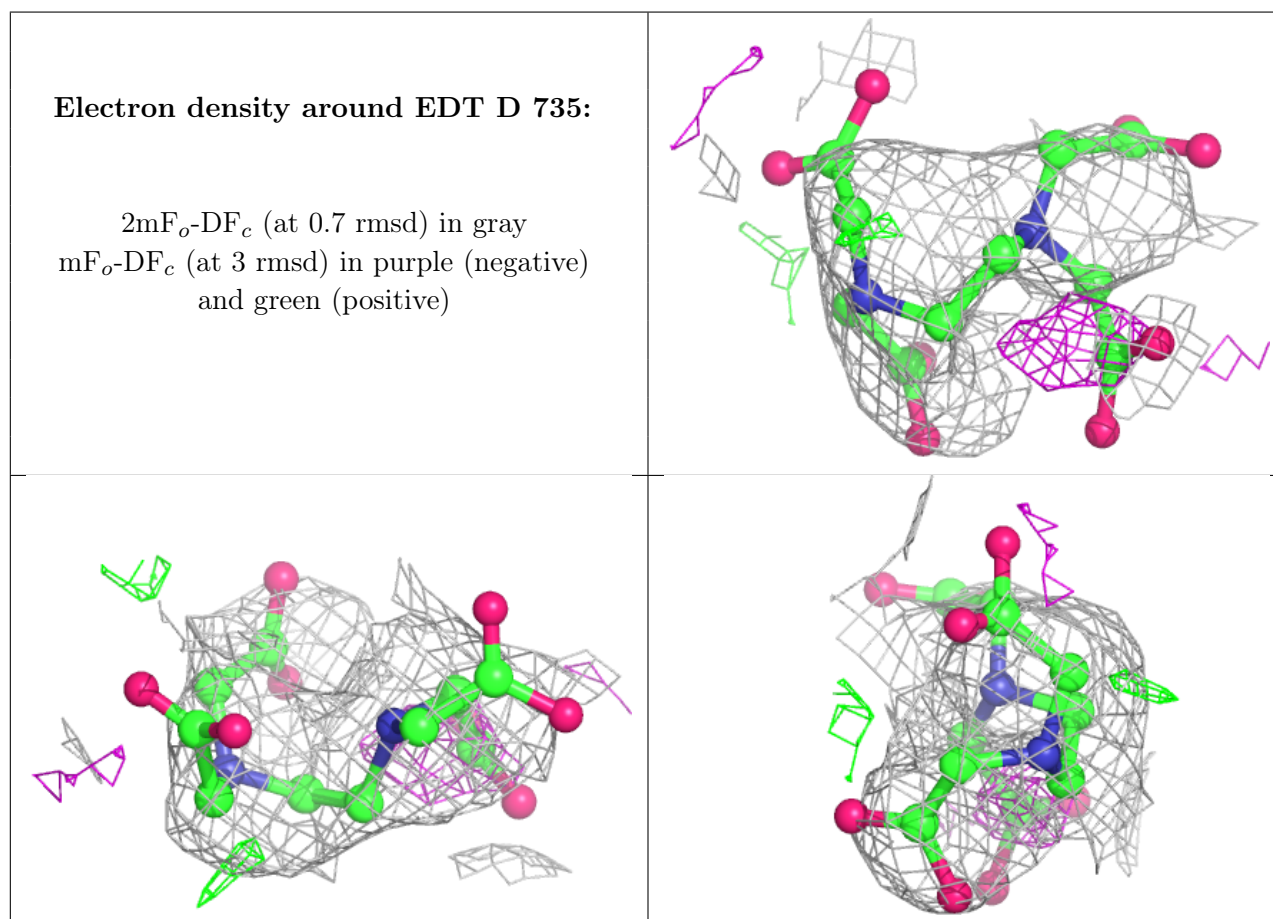 Electron density around EDT D 735:
2mFo-DFc (at 0.7 rmsd) in gray
mFo-DFc (at 3 rmsd) in purple (negative)
and green (positive)